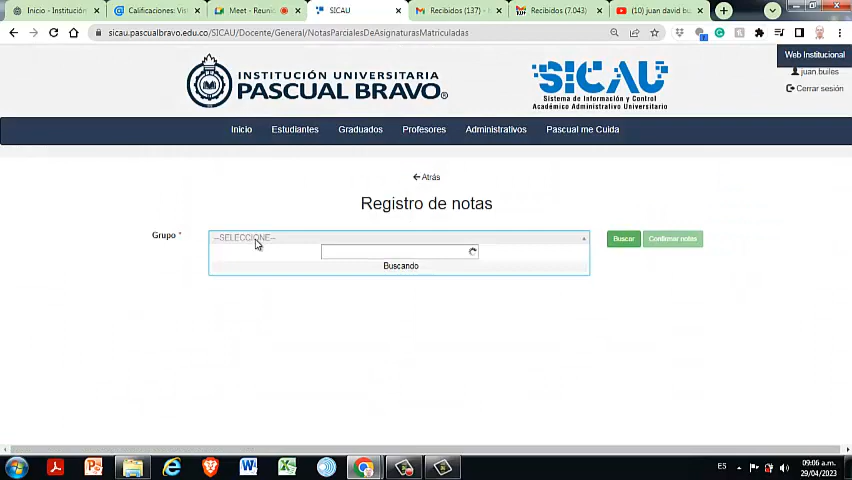 Inicio - Institución
Calificaciones: Vist
Meet - Reunió
SICAU
Recibidos (137) - l
Recibidos (7.043)
(10) juan david bu
sicau.pascualbravo.edu.co/SICAU/Docente/General/NotasParcialesDeAsignaturasMatriculadas
INSTITUCIÓN UNIVERSITARIA
PASCUAL BRAVO®
SICAU
Sistema de Información y Control
Académico Administrativo Universitario
Web Institucional
juan builes
Cerrar sesión
Inicio Estudiantes Graduados Profesores Administrativos Pascual me Cuida
Atrás
Registro de notas
Grupo *
--SELECCIONE--
Buscar
Confirmar notas
Buscando
ES
09:06 a.m.
29/04/2023